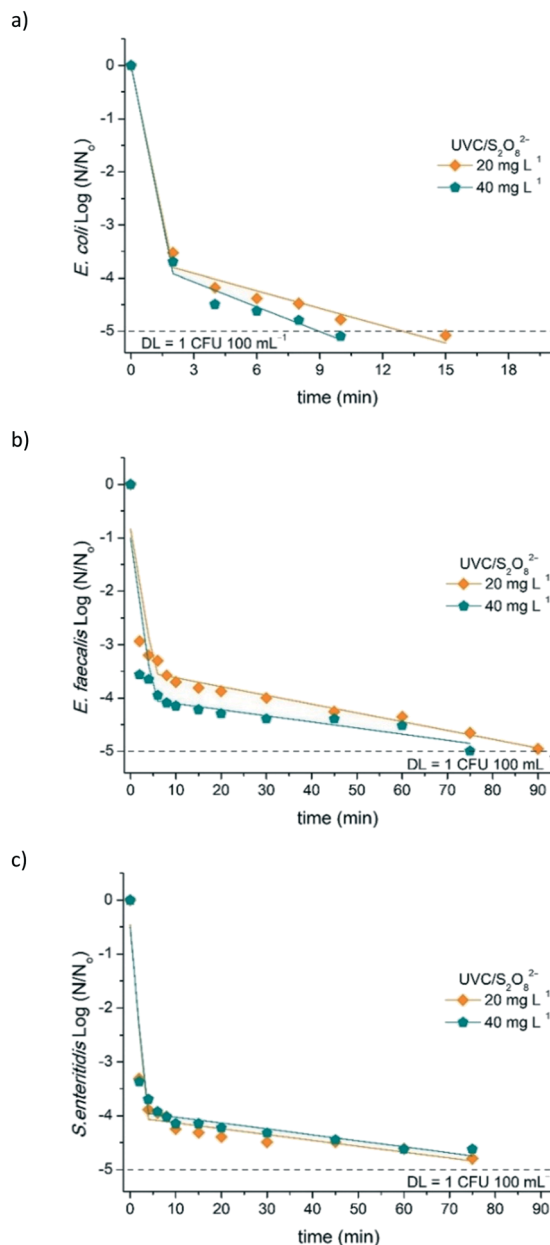 a)
0
-1
-2
-3
-4
-5
E. coli Log (N/N₀)
UVC/S₂O₈²⁻
20 mg L ¹
40 mg L ¹
DL = 1 CFU 100 mL⁻¹
0 3 6 9 12 15 18
time (min)
b)
0
-1
-2
-3
-4
-5
E. faecalis Log (N/N₀)
UVC/S₂O₈²⁻
20 mg L ¹
40 mg L ¹
DL = 1 CFU 100 mL⁻
0 10 20 30 40 50 60 70 80 90
time (min)
c)
0
-1
-2
-3
-4
-5
S.enteritidis Log (N/N₀)
UVC/S₂O₈²⁻
20 mg L ¹
40 mg L ¹
DL = 1 CFU 100 mL⁻
0 10 20 30 40 50 60 70 80 90
time (min)